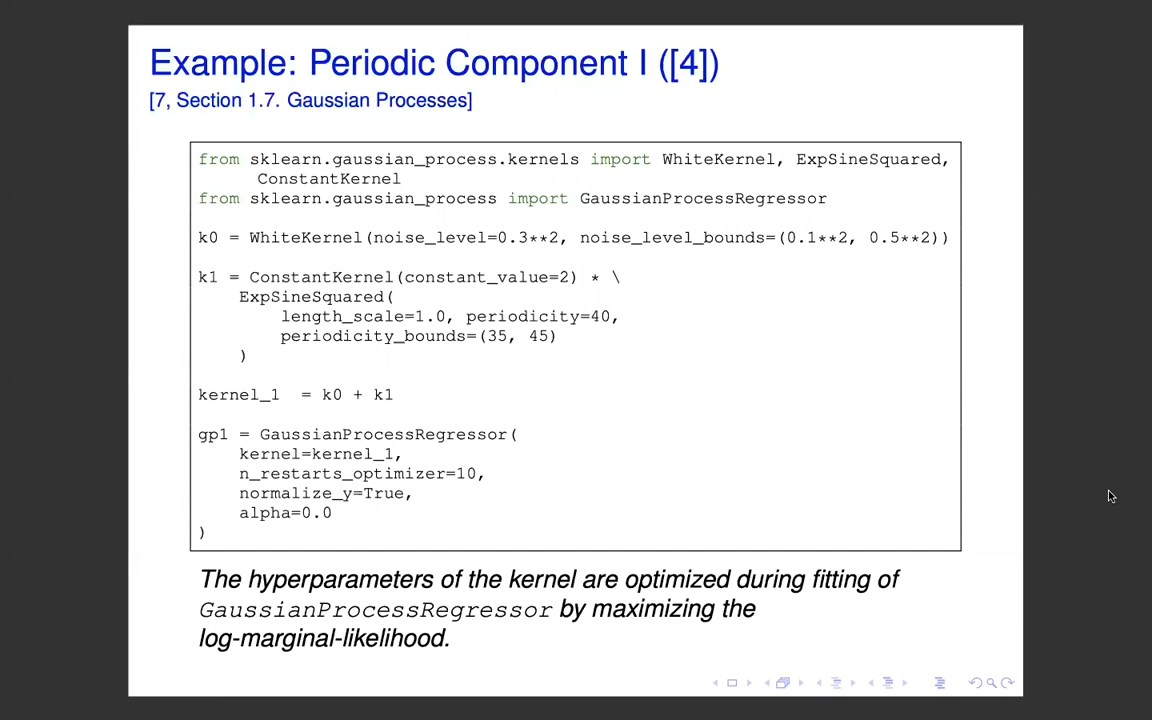 Example: Periodic Component I ([4])
[7, Section 1.7. Gaussian Processes]
from sklearn.gaussian_process.kernels import WhiteKernel, ExpSineSquared,
ConstantKernel
from sklearn.gaussian_process import GaussianProcessRegressor
k0 = WhiteKernel(noise_level=0.3**2, noise_level_bounds=(0.1**2, 0.5**2))
k1 = ConstantKernel(constant_value=2) * \
ExpSineSquared(
length_scale=1.0, periodicity=40,
periodicity_bounds=(35, 45)
)
kernel_1  = k0 + k1
gp1 = GaussianProcessRegressor(
kernel=kernel_1,
n_restarts_optimizer=10,
normalize_y=True,
alpha=0.0
)
The hyperparameters of the kernel are optimized during fitting of
GaussianProcessRegressor by maximizing the
log-marginal-likelihood.